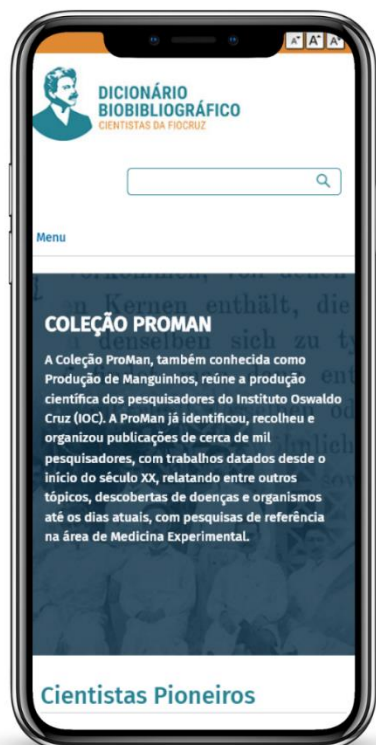 A- A A+
DICIONÁRIO
BIOBIBLIOGRÁFICO
CIENTISTAS DA FIOCRUZ
Menu
COLEÇÃO PROMAN
A Coleção ProMan, também conhecida como
Produção de Manguinhos, reúne a produção
científica dos pesquisadores do Instituto Oswaldo
Cruz (IOC). A ProMan já identificou, recolheu e
organizou publicações de cerca de mil
pesquisadores, com trabalhos datados desde o
início do século XX, relatando entre outros
tópicos, descobertas de doenças e organismos
até os dias atuais, com pesquisas de referência
na área de Medicina Experimental.
Cientistas Pioneiros